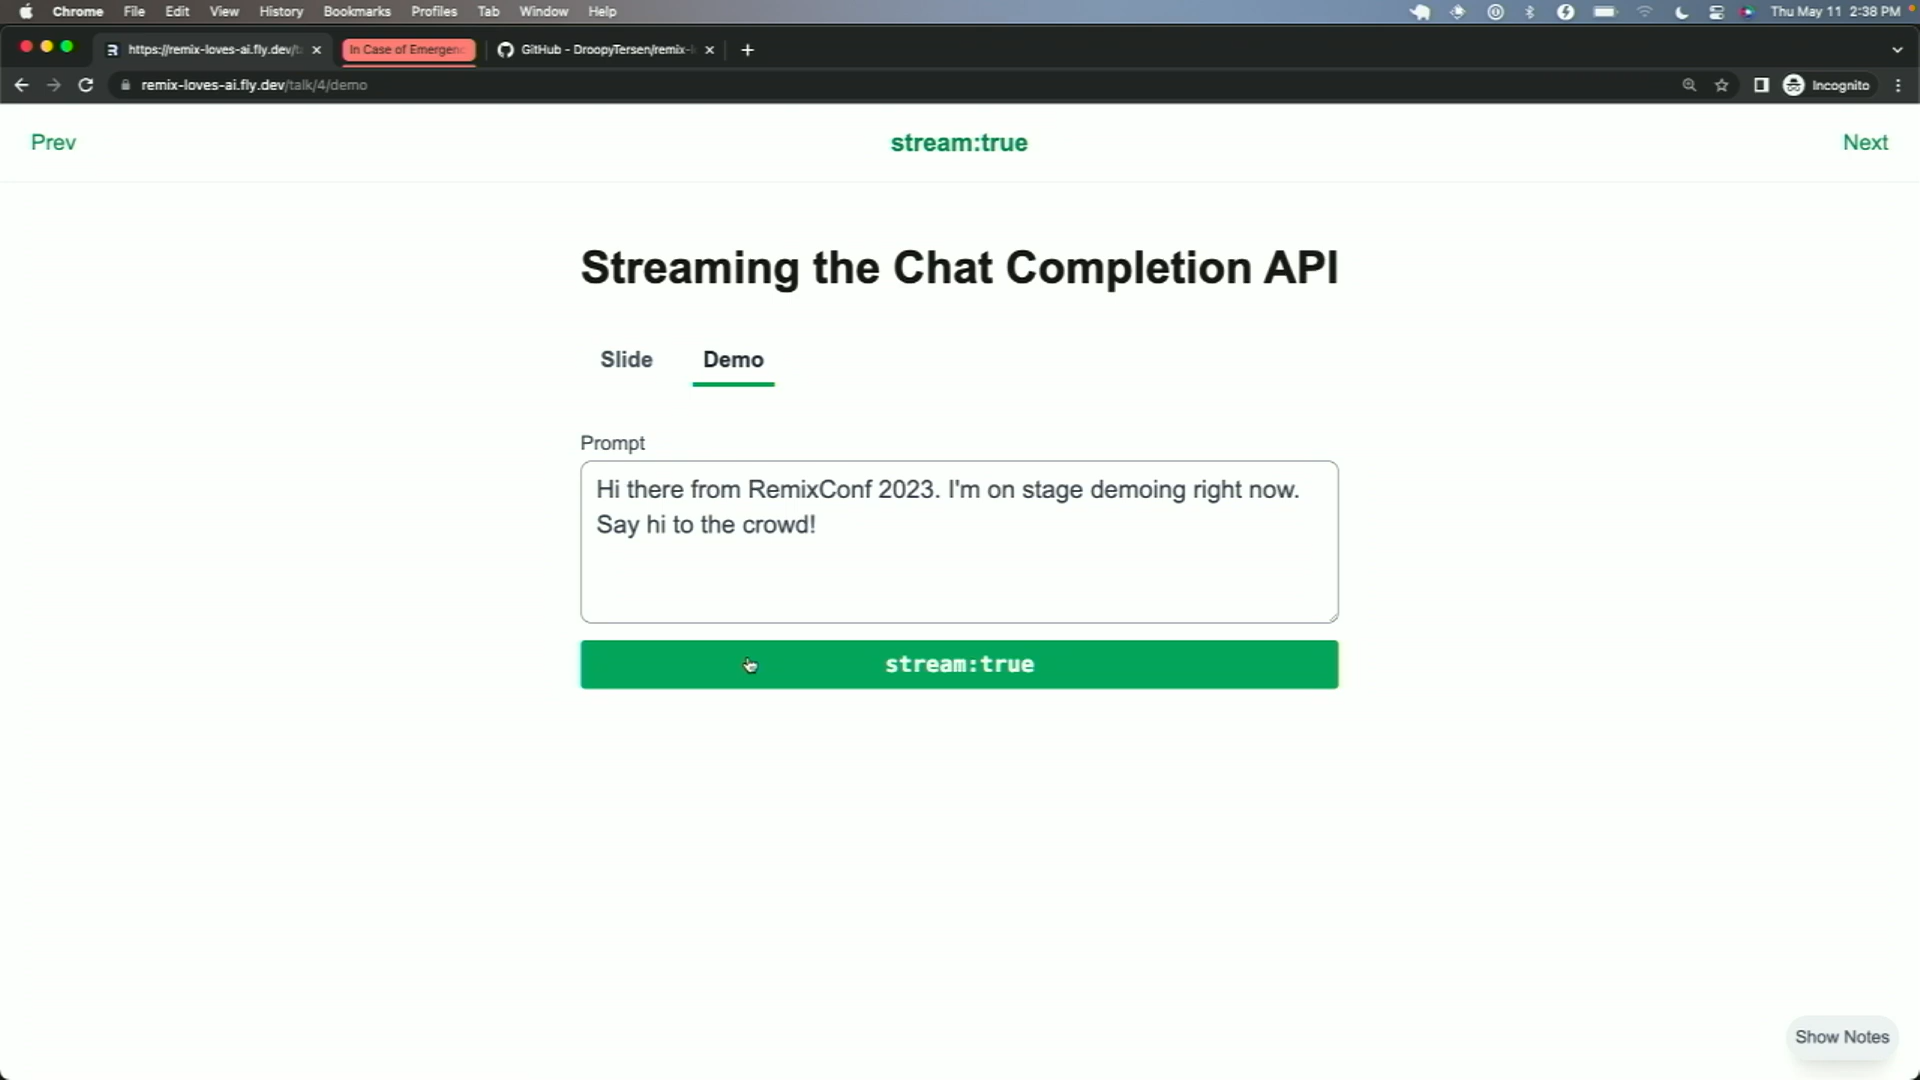 Chrome File Edit View History Bookmarks Profiles Tab Window Help Thu May 11 2:38 PM
https://remix-loves-ai.fly.dev/t In Case of Emergenc GitHub - DroopyTersen/remix-l
remix-loves-ai.fly.dev/talk/4/demo Incognito
Prev stream:true Next
Streaming the Chat Completion API
Slide Demo
Prompt
Hi there from RemixConf 2023. I'm on stage demoing right now.
Say hi to the crowd!
stream:true
Show Notes